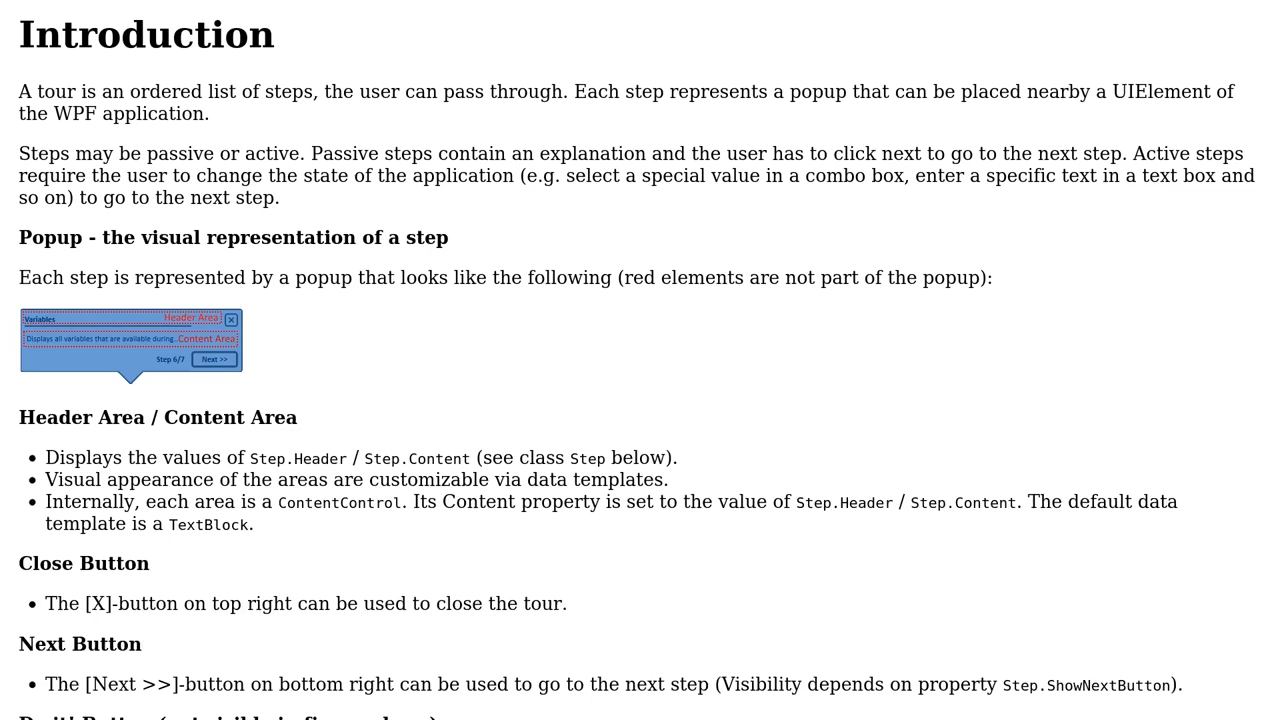 Introduction
A tour is an ordered list of steps, the user can pass through. Each step represents a popup that can be placed nearby a UIElement of
the WPF application.
Steps may be passive or active. Passive steps contain an explanation and the user has to click next to go to the next step. Active steps
require the user to change the state of the application (e.g. select a special value in a combo box, enter a specific text in a text box and
so on) to go to the next step.
Popup - the visual representation of a step
Each step is represented by a popup that looks like the following (red elements are not part of the popup):
Variables Header Area
Displays all variables that are available during... Content Area
Step 6/7 Next >>
Header Area / Content Area
• Displays the values of Step.Header / Step.Content (see class Step below).
• Visual appearance of the areas are customizable via data templates.
• Internally, each area is a ContentControl. Its Content property is set to the value of Step.Header / Step.Content. The default data
template is a TextBlock.
Close Button
• The [X]-button on top right can be used to close the tour.
Next Button
• The [Next >>]-button on bottom right can be used to go to the next step (Visibility depends on property Step.ShowNextButton).